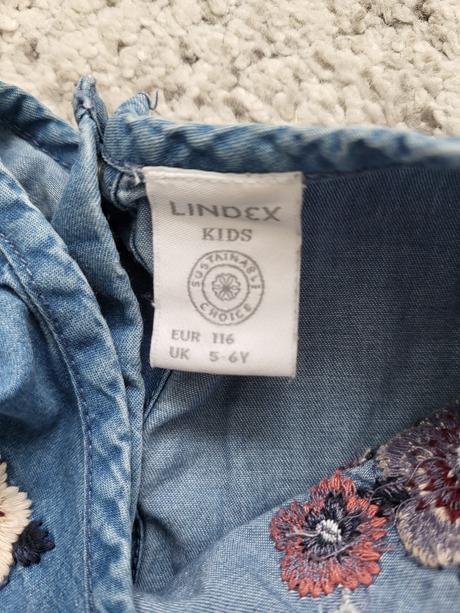 LINDEX
KIDS
SUSTAINABLE
CHOICE
EUR 116
UK 5-6Y